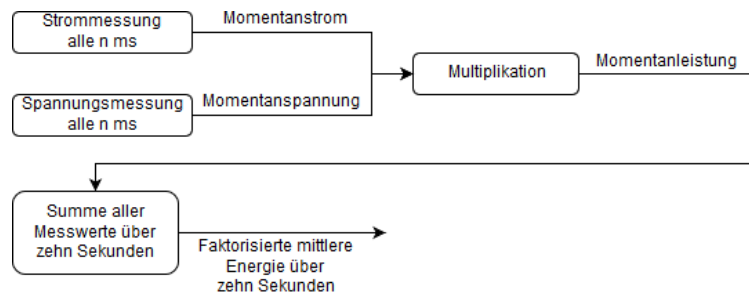 Strommessung
alle n ms
Momentanstrom
Multiplikation
Momentanleistung
Spannungsmessung
alle n ms
Momentanspannung
Summe aller
Messwerte über
zehn Sekunden
Faktorisierte mittlere
Energie über
zehn Sekunden